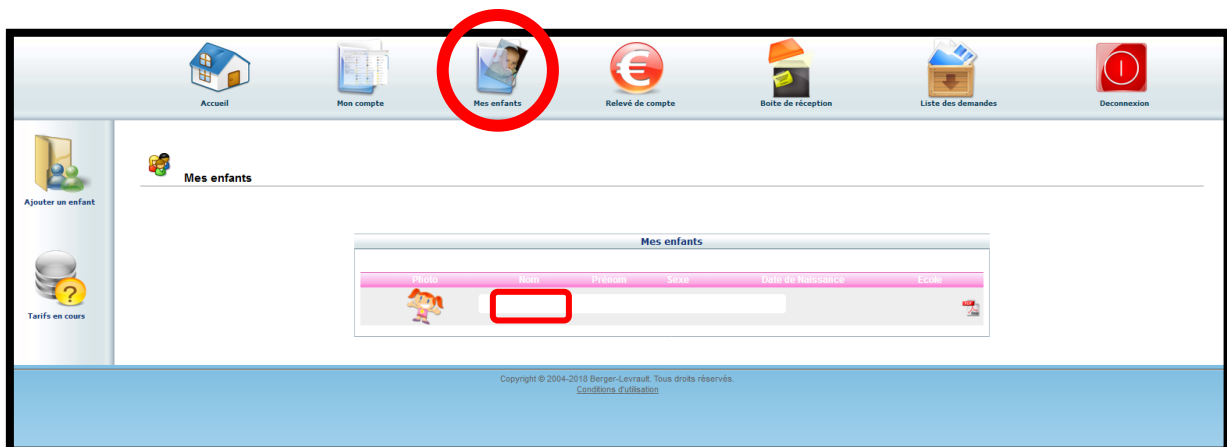 Accueil
Mon compte
Mes enfants
Relevé de compte
Boite de réception
Liste des demandes
Deconnexion
Ajouter un enfant
Tarifs en cours
Mes enfants
Mes enfants
Photo Nom Prénom Sexe Date de Naissance Ecole
Copyright © 2004-2018 Berger-Levrault. Tous droits réservés.
Conditions d'utilisation